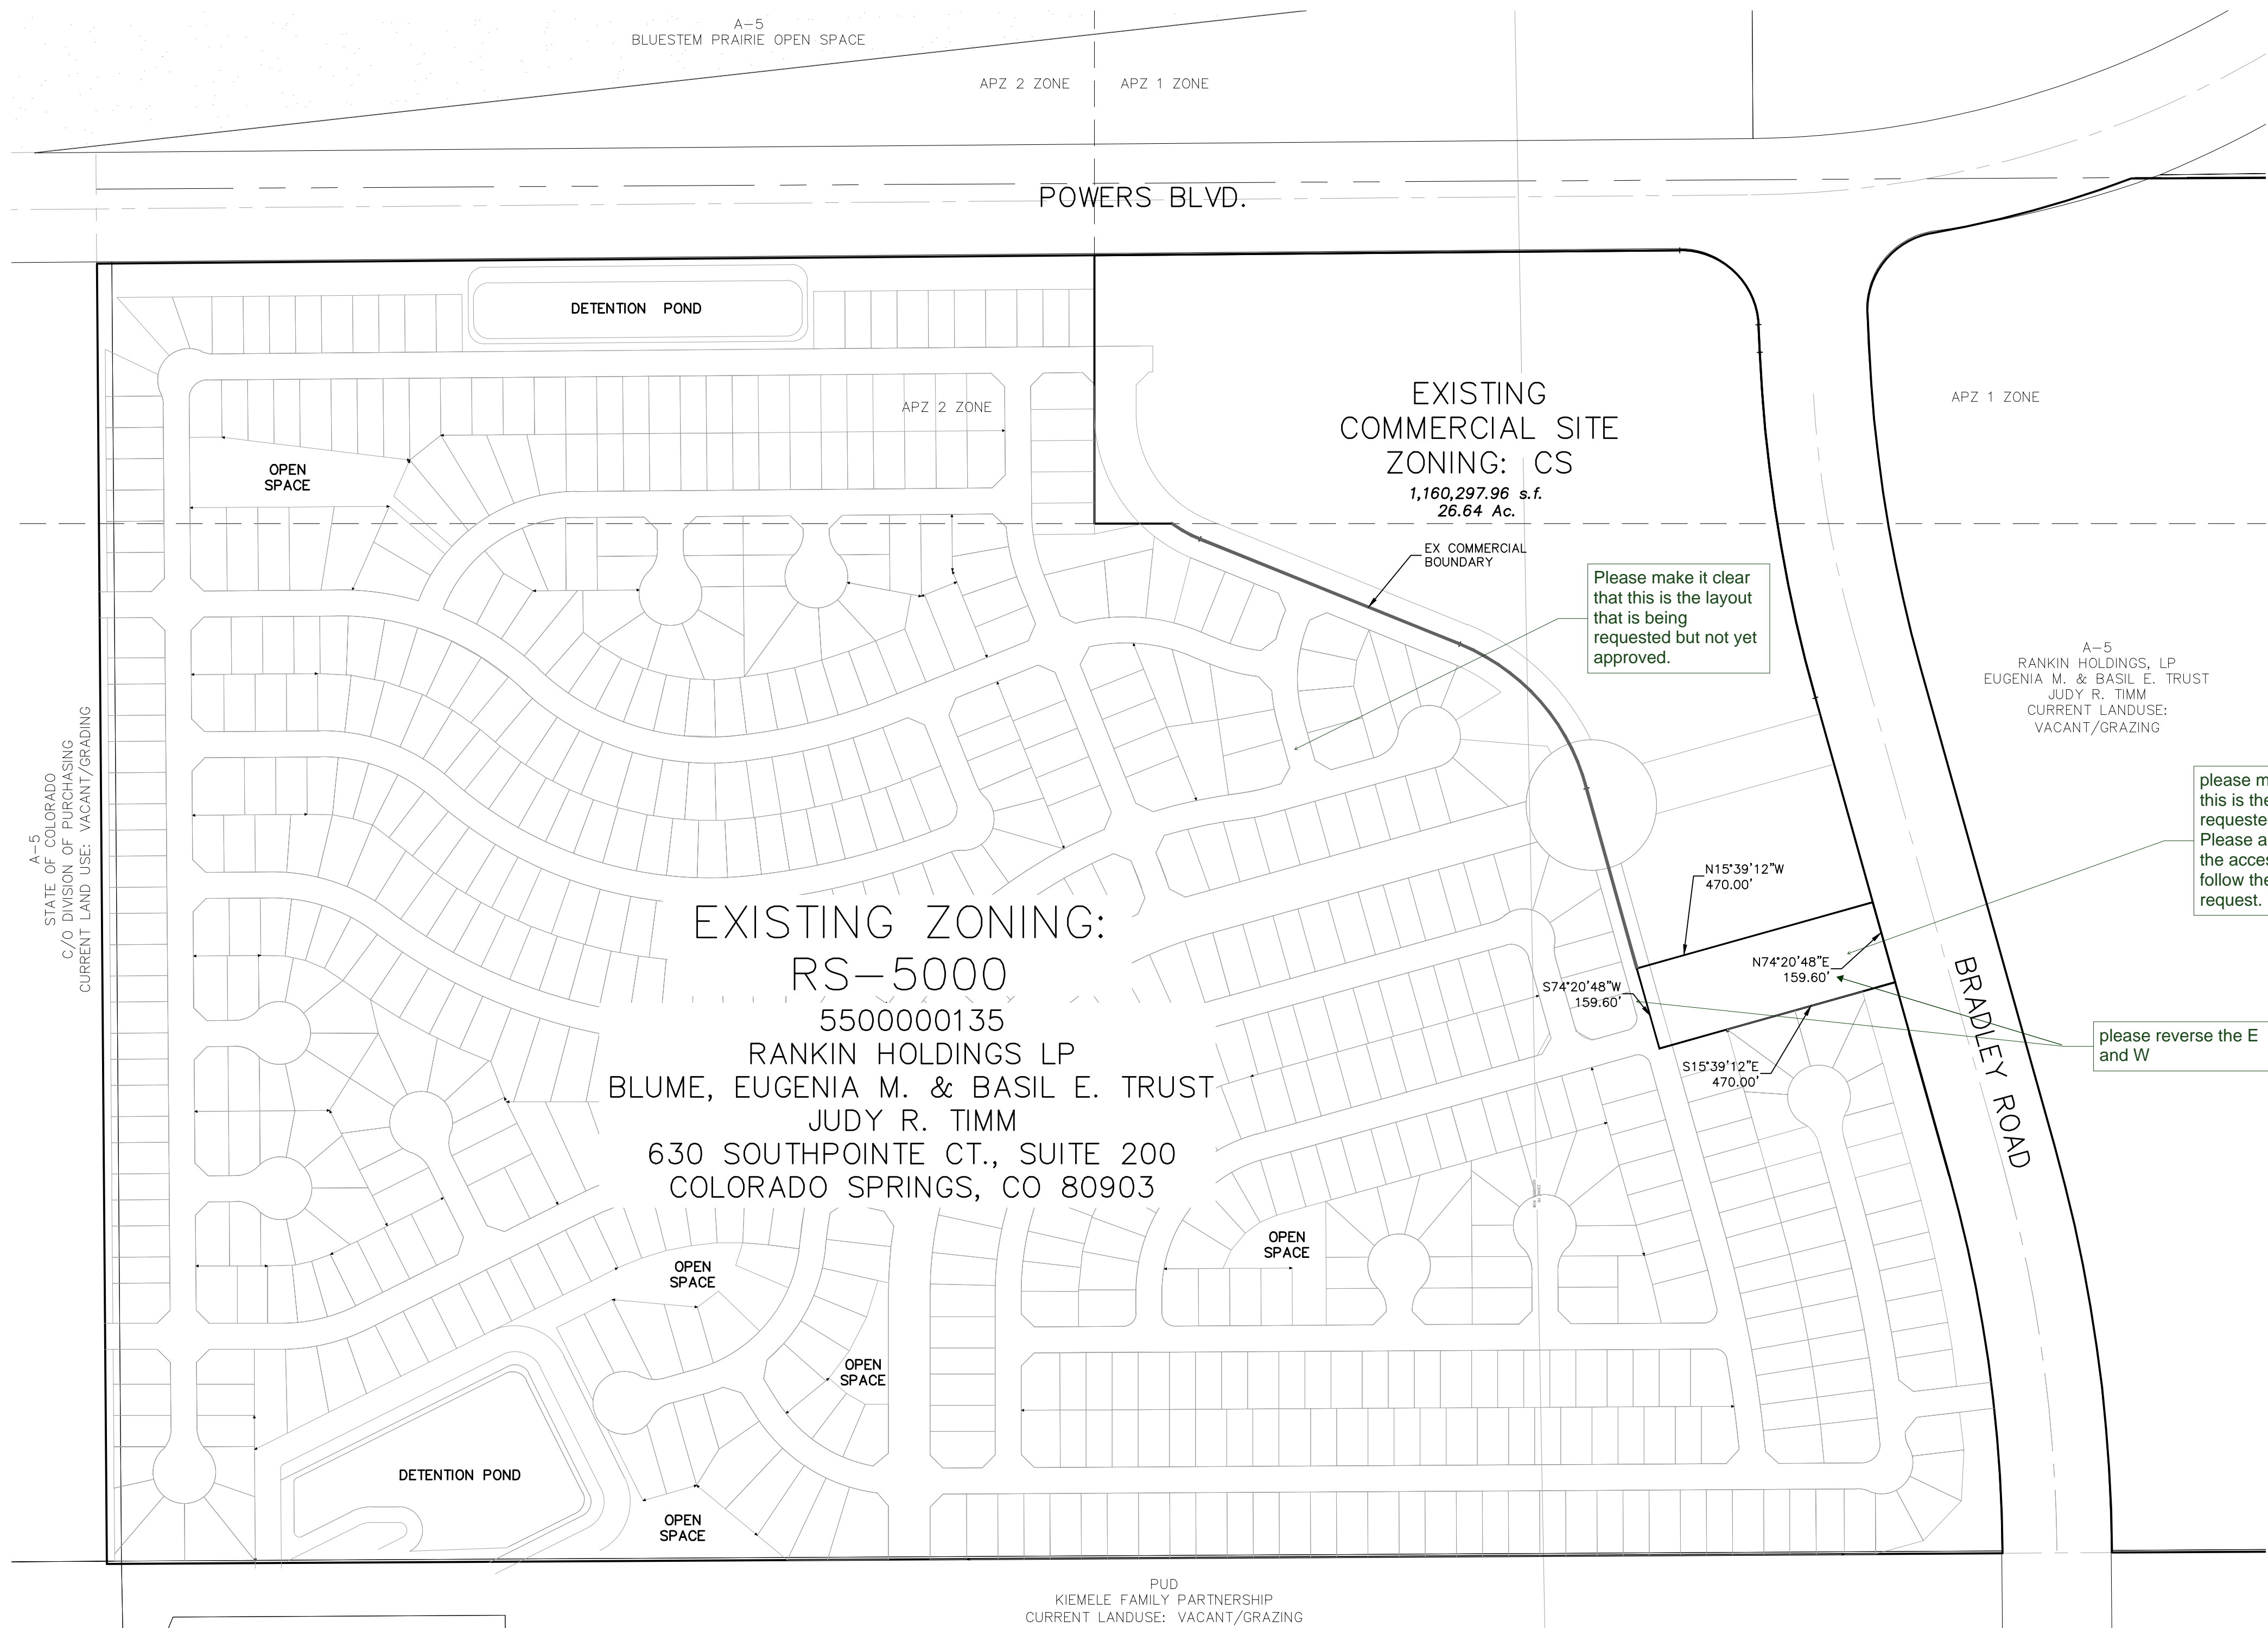 A-5
BLUESTEM PRAIRIE OPEN SPACE
APZ 2 ZONE
APZ 1 ZONE
POWERS BLVD.
DETENTION POND
APZ 2 ZONE
OPEN
SPACE
EXISTING
COMMERCIAL SITE
ZONING: CS
1,160,297.96 s.f.
26.64 Ac.
APZ 1 ZONE
EX COMMERCIAL
BOUNDARY
Please make it clear
that this is the layout
that is being
requested but not yet
approved.
A-5
RANKIN HOLDINGS, LP
EUGENIA M. & BASIL E. TRUST
JUDY R. TIMM
CURRENT LANDUSE:
VACANT/GRAZING
A-5
STATE OF COLORADO
C/O DIVISION OF PURCHASING
CURRENT LAND USE: VACANT/GRADING
please m
this is the
requeste
Please a
the acces
follow the
request.
N15°39'12"W
470.00'
N74°20'48"E
159.60'
S74°20'48"W
159.60'
S15°39'12"E
470.00'
please reverse the E
and W
BRADLEY ROAD
EXISTING ZONING:
RS-5000
5500000135
RANKIN HOLDINGS LP
BLUME, EUGENIA M. & BASIL E. TRUST
JUDY R. TIMM
630 SOUTHPOINTE CT., SUITE 200
COLORADO SPRINGS, CO 80903
OPEN
SPACE
OPEN
SPACE
OPEN
SPACE
DETENTION POND
OPEN
SPACE
PUD
KIEMELE FAMILY PARTNERSHIP
CURRENT LANDUSE: VACANT/GRAZING